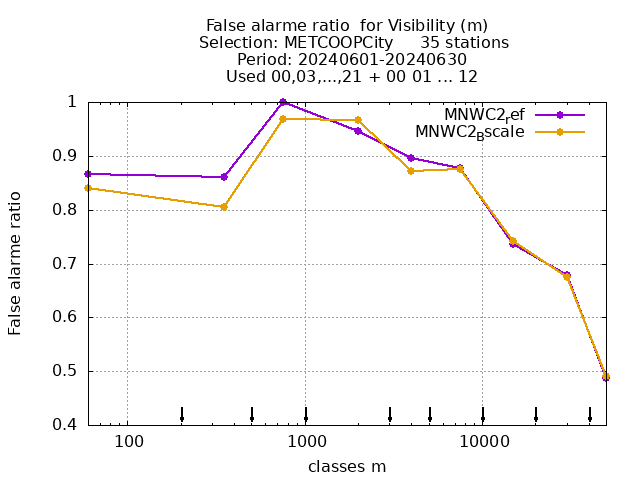 False alarme ratio  for Visibility (m)
Selection: METCOOPCity     35 stations
Period: 20240601-20240630
Used 00,03,...,21 + 00 01 ... 12
MNWC2ref
MNWC2Bscale
1
0.9
0.8
0.7
0.6
0.5
0.4
False alarme ratio
100
1000
10000
classes m